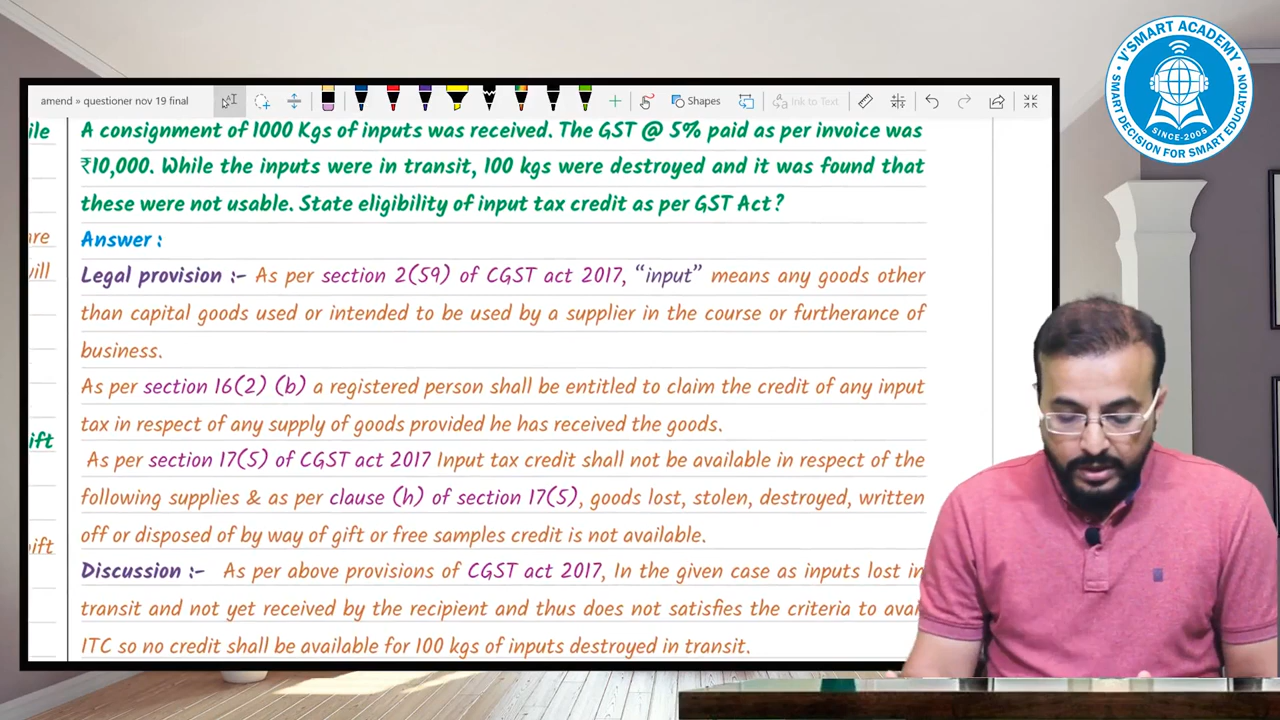 V'SMART ACADEMY
SMART DECISION FOR SMART EDUCATION
SINCE-2005
amend » questioner nov 19 final
Shapes
Ink to Text
ile
are
will
ift
ift
A consignment of 1000 Kgs of inputs was received. The GST @ 5% paid as per invoice was
₹10,000. While the inputs were in transit, 100 kgs were destroyed and it was found that
these were not usable. State eligibility of input tax credit as per GST Act?
Answer :
Legal provision :- As per section 2(59) of CGST act 2017, “input” means any goods other
than capital goods used or intended to be used by a supplier in the course or furtherance of
business.
As per section 16(2) (b) a registered person shall be entitled to claim the credit of any input
tax in respect of any supply of goods provided he has received the goods.
As per section 17(5) of CGST act 2017 Input tax credit shall not be available in respect of the
following supplies & as per clause (h) of section 17(5), goods lost, stolen, destroyed, written
off or disposed of by way of gift or free samples credit is not available.
Discussion :- As per above provisions of CGST act 2017, In the given case as inputs lost in
transit and not yet received by the recipient and thus does not satisfies the criteria to avai
ITC so no credit shall be available for 100 kgs of inputs destroyed in transit.